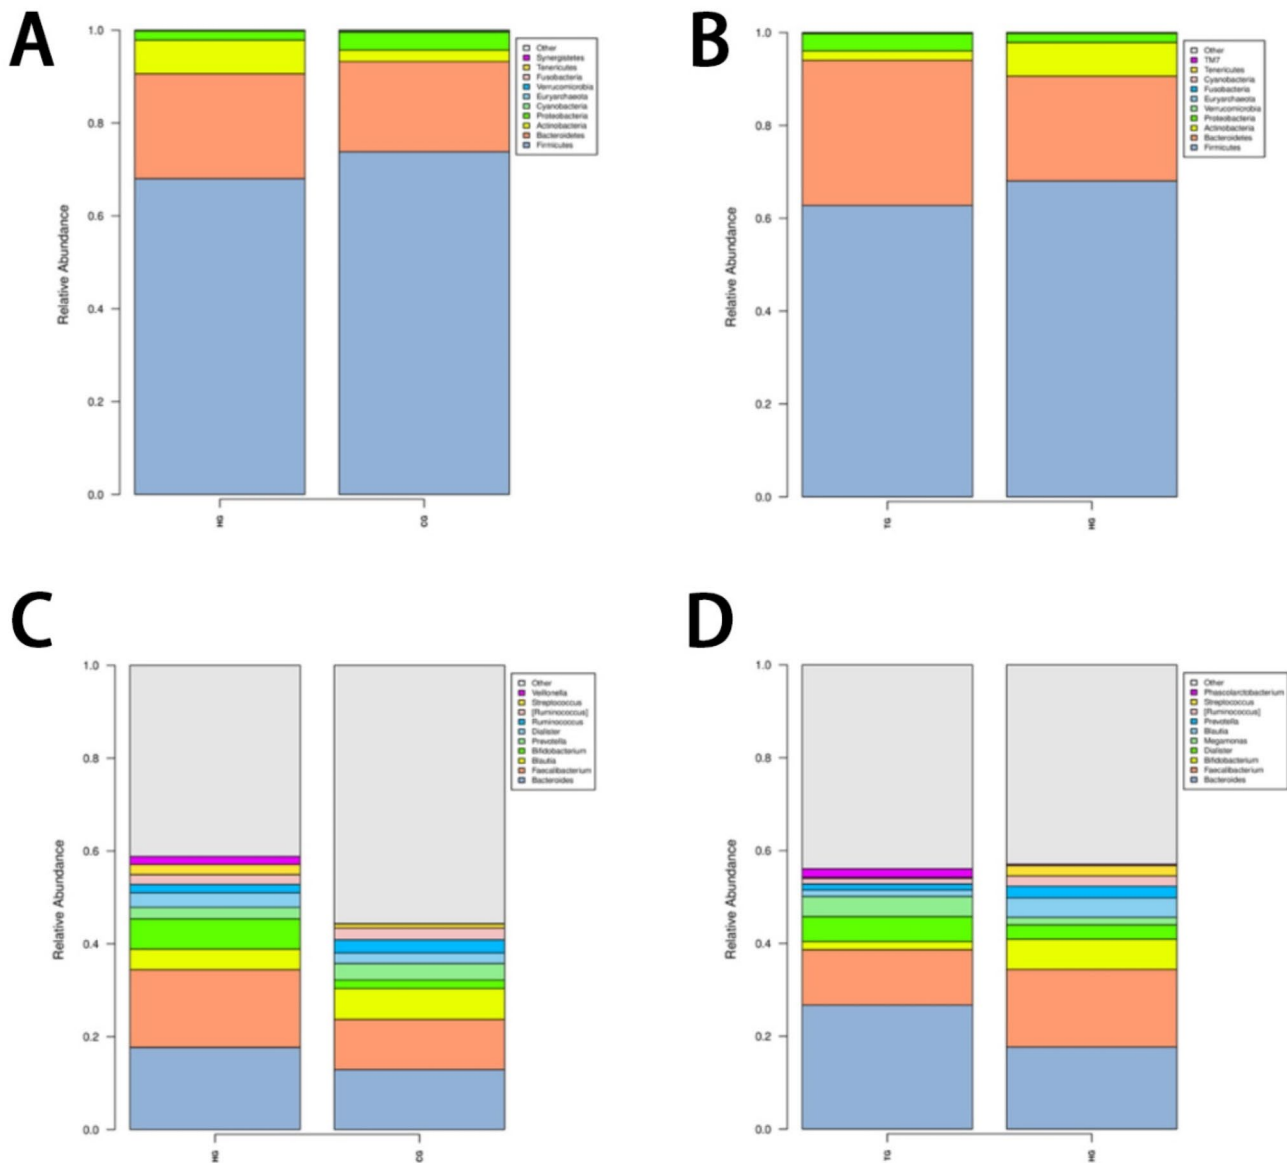 A
Relative Abundance
1.0
0.8
0.6
0.4
0.2
0.0
HG
CG
Other
Synergistetes
Tenericutes
Fusobacteria
Verrucomicrobia
Euryarchaeota
Cyanobacteria
Proteobacteria
Actinobacteria
Bacteroidetes
Firmicutes
B
Relative Abundance
1.0
0.8
0.6
0.4
0.2
0.0
TG
HG
Other
TM7
Tenericutes
Cyanobacteria
Fusobacteria
Euryarchaeota
Verrucomicrobia
Proteobacteria
Actinobacteria
Bacteroidetes
Firmicutes
C
Relative Abundance
1.0
0.8
0.6
0.4
0.2
0.0
HG
CG
Other
Veillonella
Streptococcus
[Ruminococcus]
Ruminococcus
Dialister
Prevotella
Bifidobacterium
Blautia
Faecalibacterium
Bacteroides
D
Relative Abundance
1.0
0.8
0.6
0.4
0.2
0.0
TG
HG
Other
Phascolarctobacterium
Streptococcus
[Ruminococcus]
Prevotella
Blautia
Megamonas
Dialister
Bifidobacterium
Faecalibacterium
Bacteroides